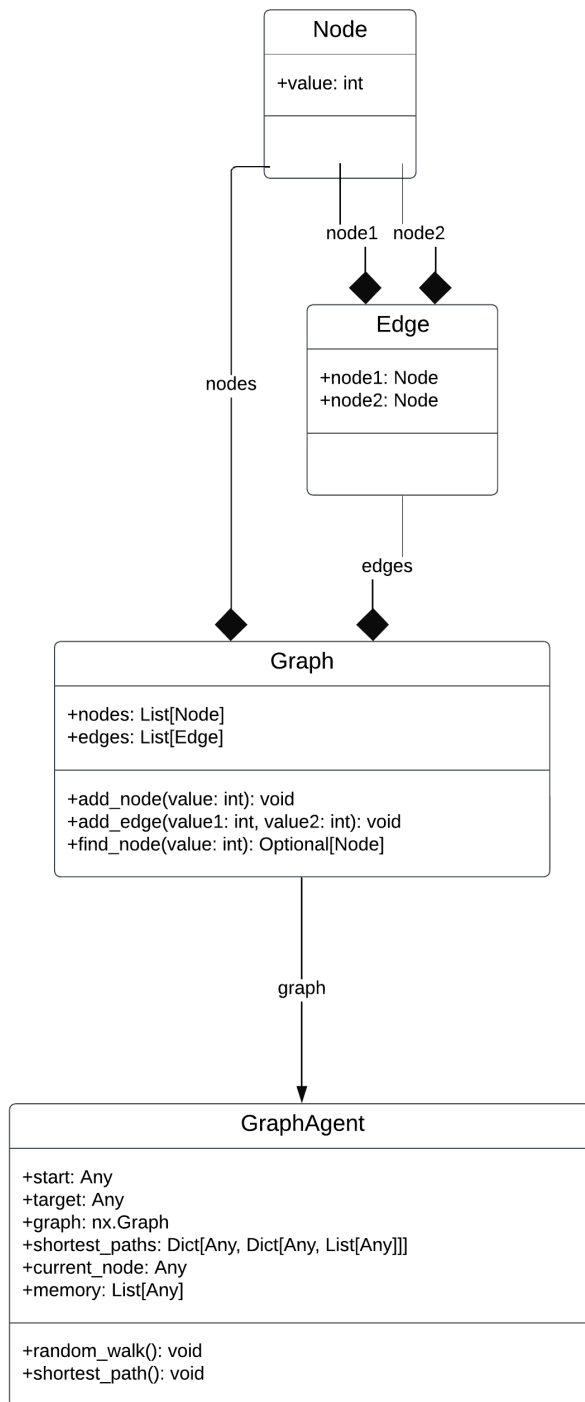 Node
+value: int
node1
node2
Edge
+node1: Node
+node2: Node
nodes
edges
Graph
+nodes: List[Node]
+edges: List[Edge]
+add_node(value: int): void
+add_edge(value1: int, value2: int): void
+find_node(value: int): Optional[Node]
graph
GraphAgent
+start: Any
+target: Any
+graph: nx.Graph
+shortest_paths: Dict[Any, Dict[Any, List[Any]]]
+current_node: Any
+memory: List[Any]
+random_walk(): void
+shortest_path(): void